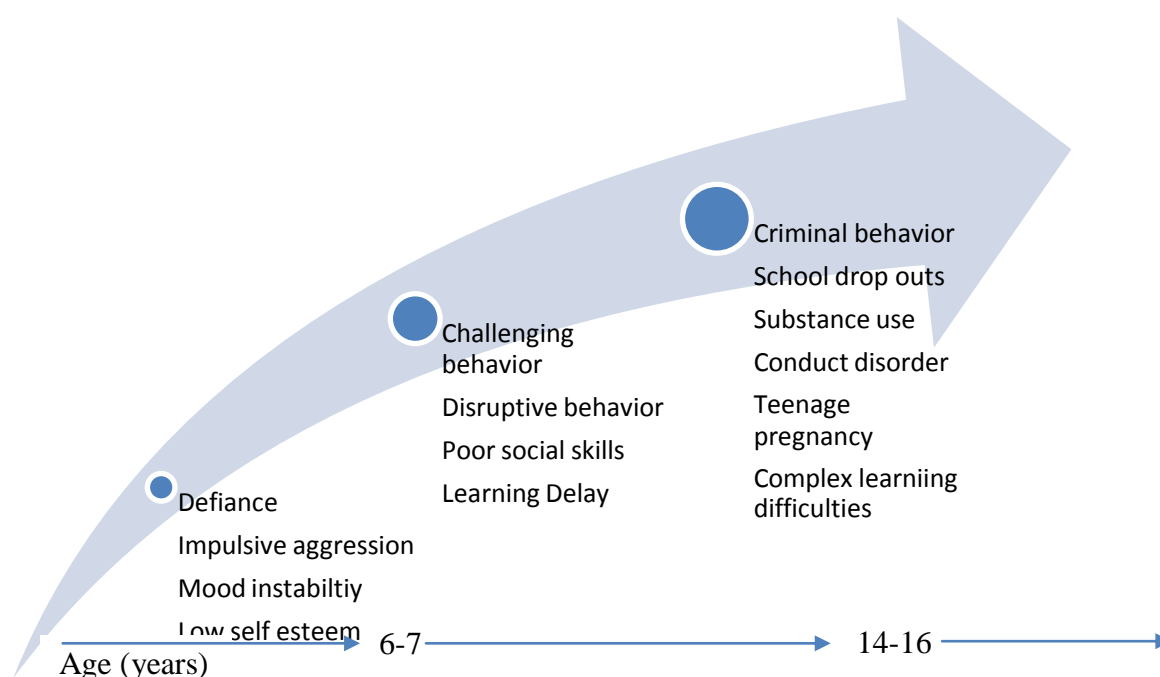 Criminal behavior
School drop outs
Substance use
Conduct disorder
Teenage
pregnancy
Complex learniing
difficulties
Challenging
behavior
Disruptive behavior
Poor social skills
Learning Delay
Defiance
Impulsive aggression
Mood instabiltiy
Low self esteem
6-7
14-16
Age (years)